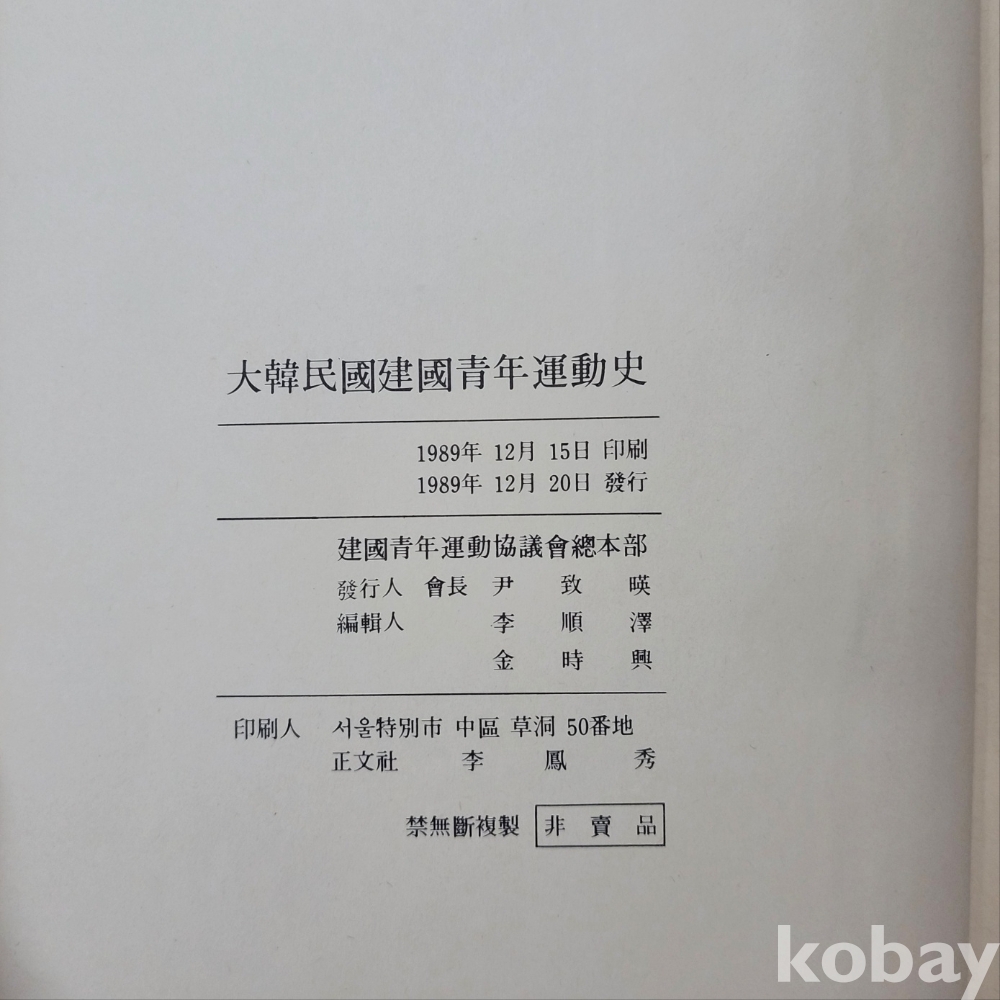 大韓民國建國青年運動史
1989年 12月 15日 印刷
1989年 12月 20日 發行
建國青年運動協議會總本部
發行人 會長 尹致暎
編輯人 李順澤
金時興
印刷人 서울特別市 中區 草洞 50番地
正文社 李鳳秀
禁無斷複製 非賣品
kobay